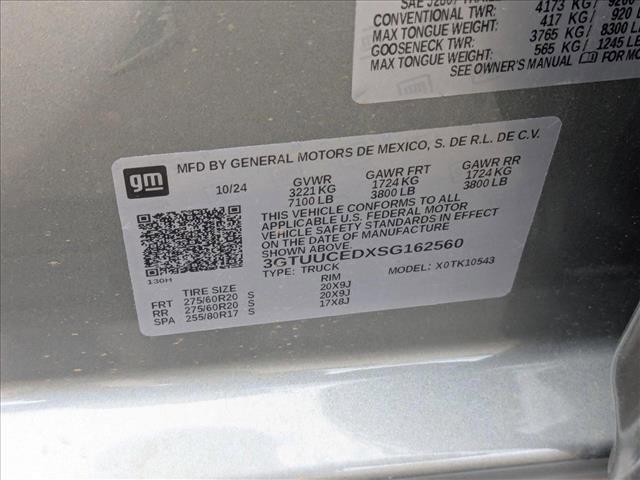 SAE J2807
4173 KG/
CONVENTIONAL TWR: 417 KG/ 920
MAX TONGUE WEIGHT: 3765 KG/ 8300 LB
GOOSENECK TWR: 565 KG/ 1245 LB
MAX TONGUE WEIGHT:
SEE OWNER'S MANUAL FOR
gm
MFD BY GENERAL MOTORS DE MEXICO, S. DE R.L. DE C.V.
10/24 GVWR GAWR FRT GAWR RR
3221 KG 1724 KG 1724 KG
7100 LB 3800 LB 3800 LB
THIS VEHICLE CONFORMS TO ALL
APPLICABLE U.S. FEDERAL MOTOR
VEHICLE SAFETY STANDARDS IN EFFECT
ON THE DATE OF MANUFACTURE
SHOWN ABOVE.
3GTUUCEDXSG162560
TYPE: TRUCK MODEL: X0TK10543
130H
TIRE SIZE RIM
FRT 275/60R20 S 20X9J
RR 275/60R20 S 20X9J
SPA 255/80R17 S 17X8J